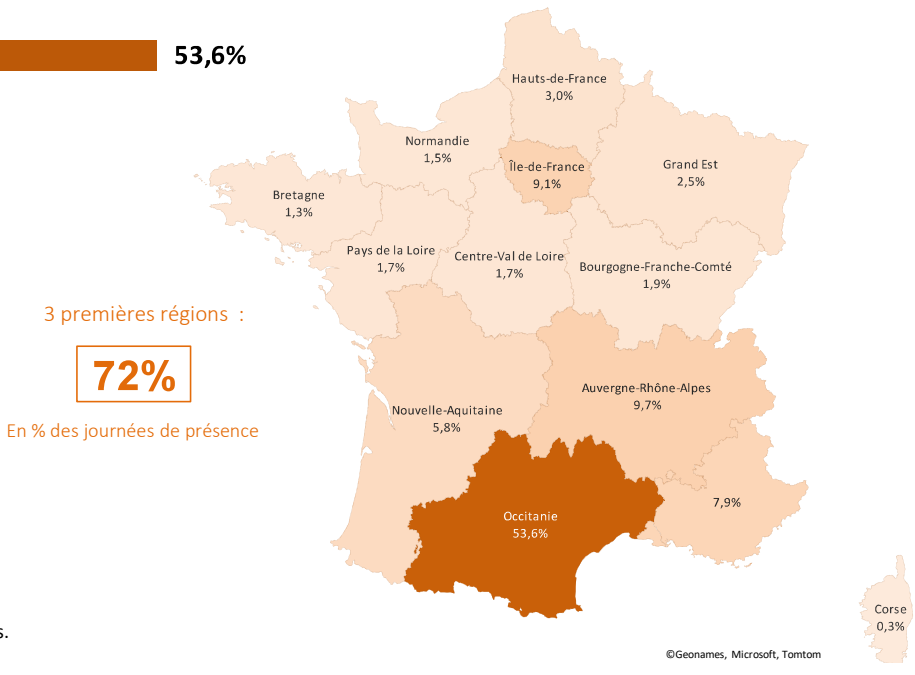 53,6%
Hauts-de-France
3,0%
Normandie
1,5%
Île-de-France
9,1%
Grand Est
2,5%
Bretagne
1,3%
Pays de la Loire
1,7%
Centre-Val de Loire
1,7%
Bourgogne-Franche-Comté
1,9%
3 premières régions :
72%
En % des journées de présence
Auvergne-Rhône-Alpes
9,7%
Nouvelle-Aquitaine
5,8%
7,9%
Occitanie
53,6%
Corse
0,3%
s.
©Geonames, Microsoft, Tomtom